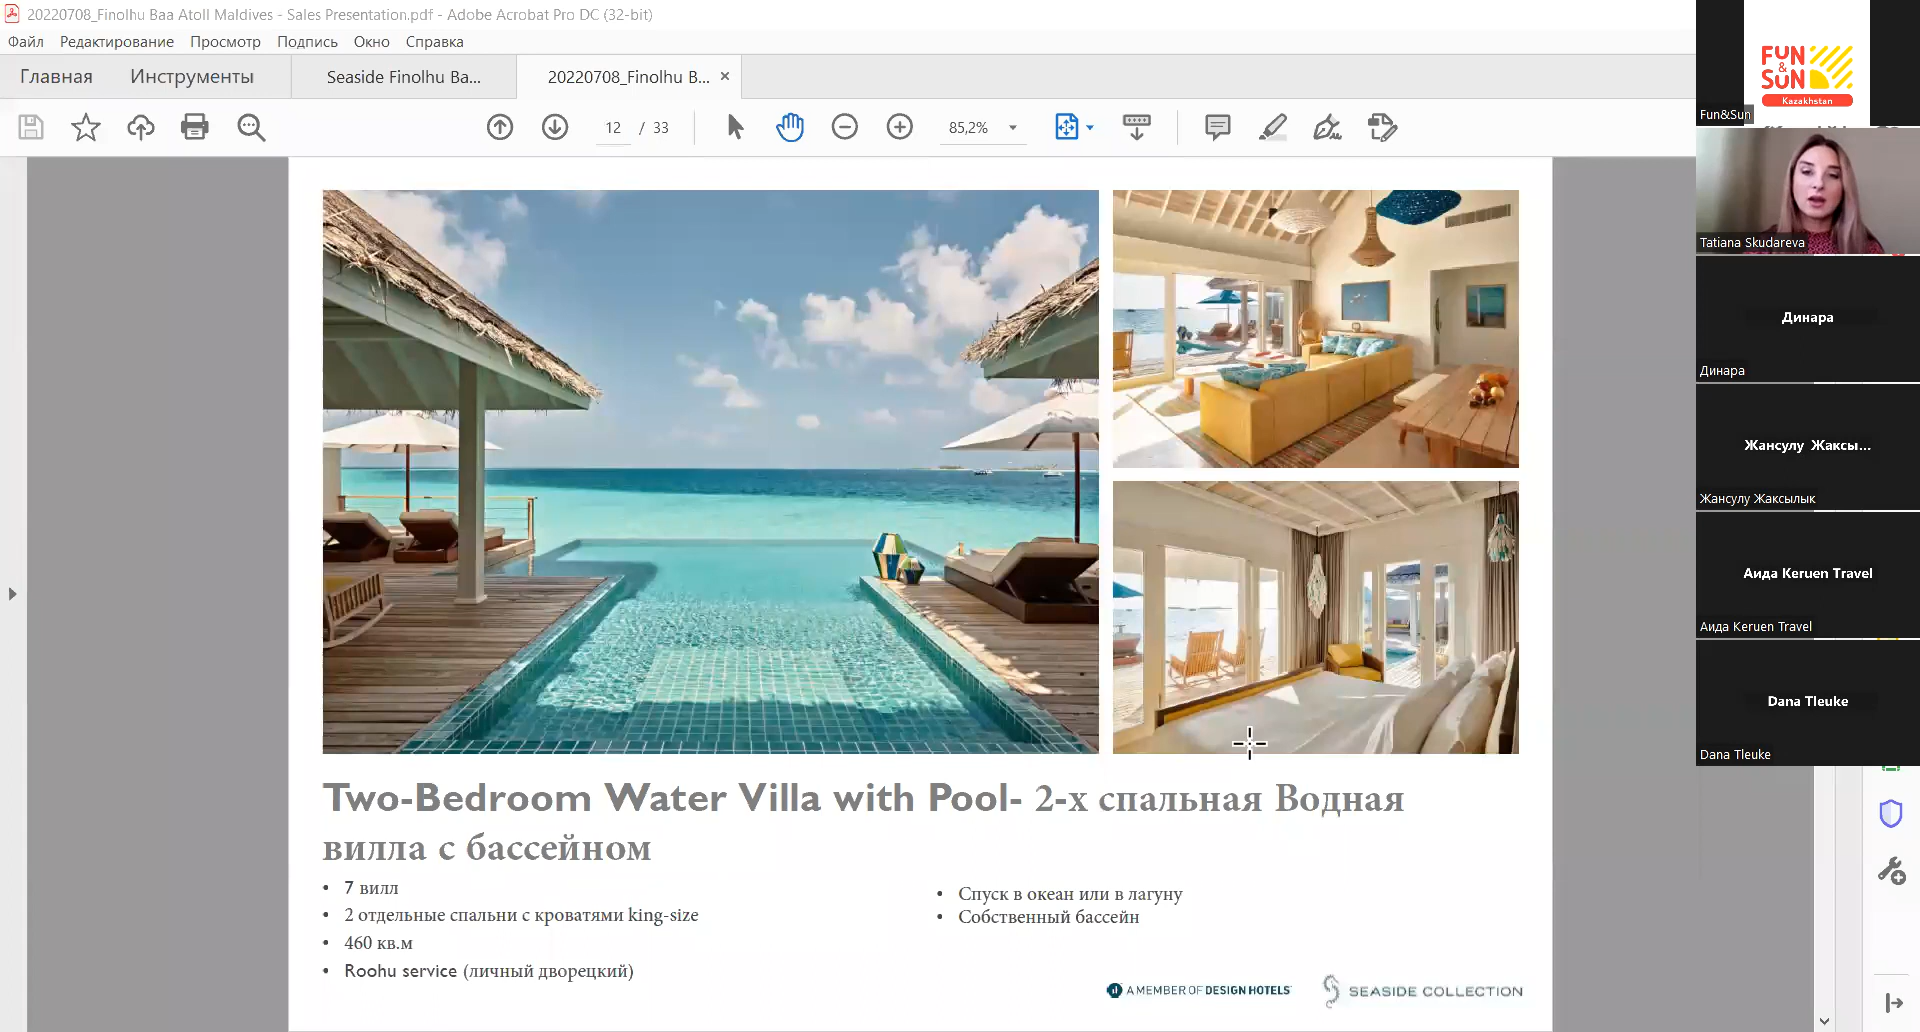 20220708_Finolhu Baa Atoll Maldives - Sales Presentation.pdf - Adobe Acrobat Pro DC (32-bit)
Файл Редактирование Просмотр Подпись Окно Справка
Главная Инструменты Seaside Finolhu Ba... 20220708_Finolhu B... ×
12 / 33 85,2%
FUN
&
SUN
Kazakhstan
Fun&Sun
Tatiana Skudareva
Динара
Динара
Жансулу Жаксы...
Жансулу Жаксылык
Аида Keruen Travel
Аида Keruen Travel
Dana Tleuke
Dana Tleuke
Two-Bedroom Water Villa with Pool- 2-х спальная Водная
вилла с бассейном
• 7 вилл
• 2 отдельные спальни с кроватями king-size
• 460 кв.м
• Roohu service (личный дворецкий)
• Спуск в океан или в лагуну
• Собственный бассейн
A MEMBER OF DESIGN HOTELS
SEASIDE COLLECTION